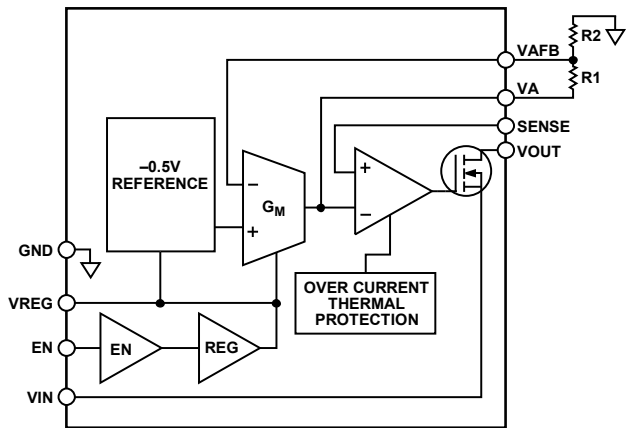 R2
VAFB
R1
VA
SENSE
VOUT
–0.5V
REFERENCE
–
GM
+
+
–
GND
OVER CURRENT
THERMAL
PROTECTION
VREG
EN
EN
REG
VIN